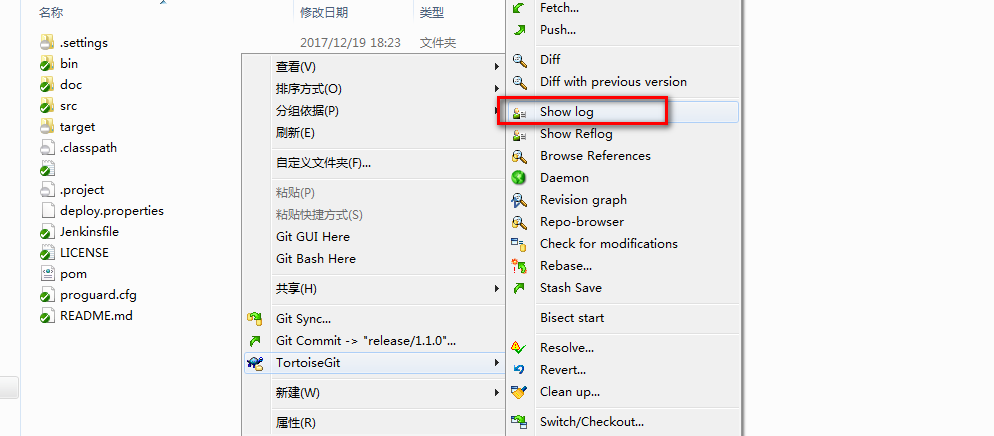 名称
修改日期
类型
.settings
2017/12/19 18:23
文件夹
bin
doc
src
target
.classpath
.project
deploy.properties
Jenkinsfile
LICENSE
pom
proguard.cfg
README.md
查看(V)
排序方式(O)
分组依据(P)
刷新(E)
自定义文件夹(F)...
粘贴(P)
粘贴快捷方式(S)
Git GUI Here
Git Bash Here
共享(H)
Git Sync...
Git Commit -> "release/1.1.0"...
TortoiseGit
新建(W)
属性(R)
Fetch...
Push...
Diff
Diff with previous version
Show log
Show Reflog
Browse References
Daemon
Revision graph
Repo-browser
Check for modifications
Rebase...
Stash Save
Bisect start
Resolve...
Revert...
Clean up...
Switch/Checkout...